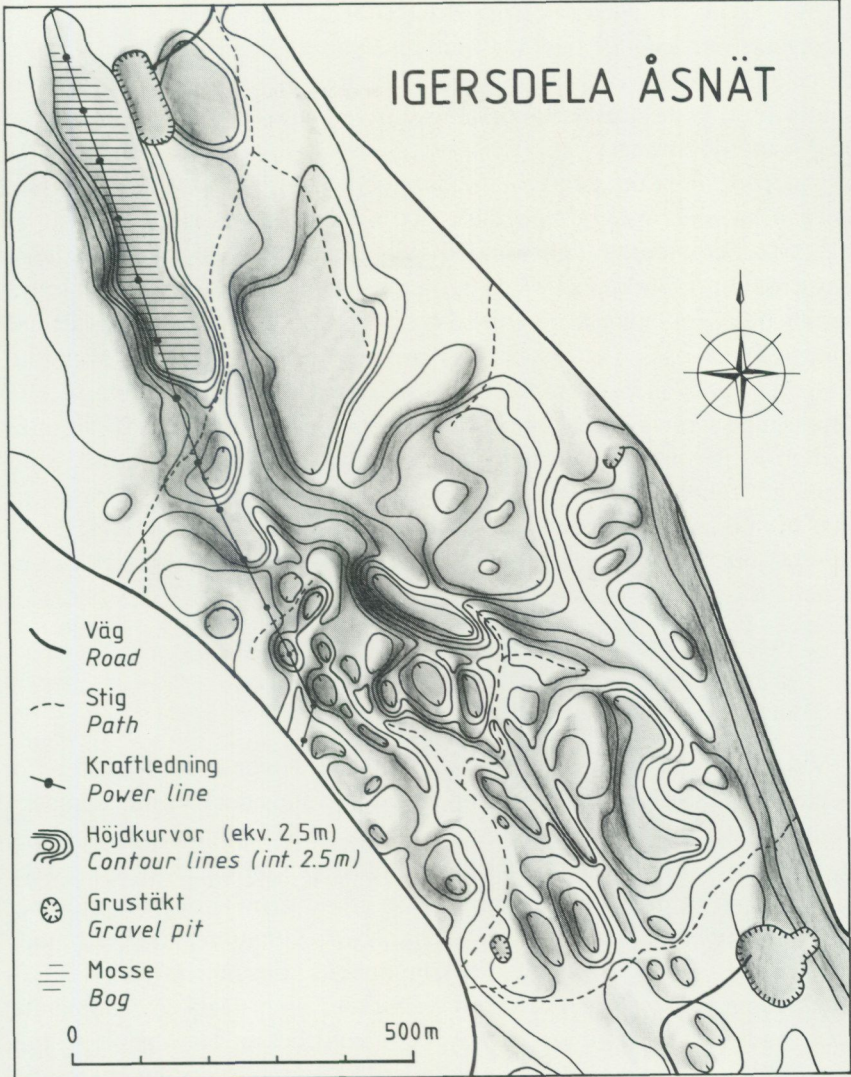 IGERSDELA ÅSNÄT
Väg
Road
Stig
Path
Kraftledning
Power line
Höjdkurvor (ekv. 2,5m)
Contour lines (int. 2.5m)
Grustäkt
Gravel pit
Mosse
Bog
0 500m